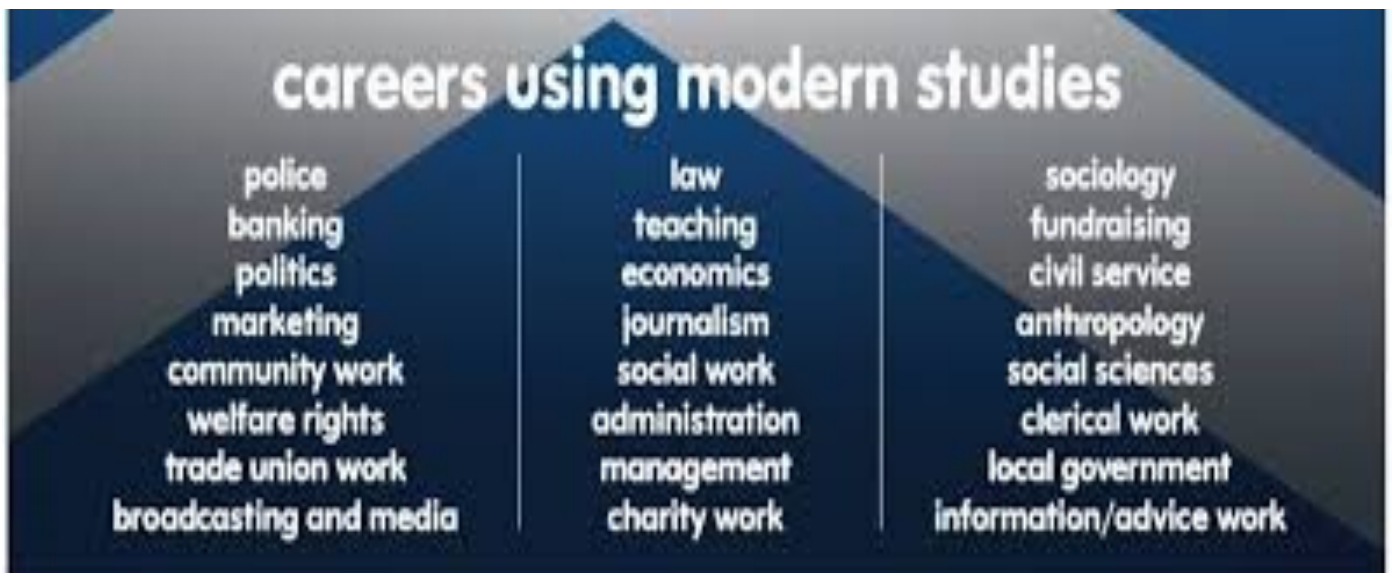 careers using modern studies
police
banking
politics
marketing
community work
welfare rights
trade union work
broadcasting and media
law
teaching
economics
journalism
social work
administration
management
charity work
sociology
fundraising
civil service
anthropology
social sciences
clerical work
local government
information/advice work